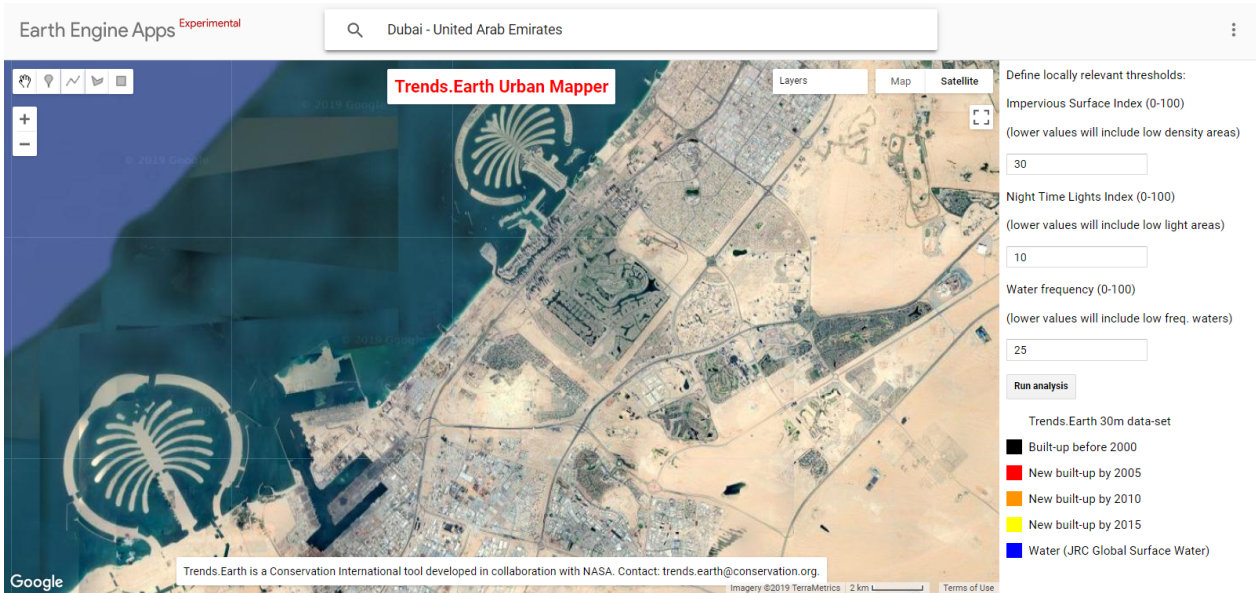 Earth Engine Apps Experimental
Dubai - United Arab Emirates
Trends.Earth Urban Mapper
Layers
Map
Satellite
© 2019 Google
© 2019 Google
© 2019 Google
Google
Trends.Earth is a Conservation International tool developed in collaboration with NASA. Contact: trends.earth@conservation.org.
Imagery ©2019 TerraMetrics
2 km
Terms of Use
Define locally relevant thresholds:
Impervious Surface Index (0-100)
(lower values will include low density areas)
30
Night Time Lights Index (0-100)
(lower values will include low light areas)
10
Water frequency (0-100)
(lower values will include low freq. waters)
25
Run analysis
Trends.Earth 30m data-set
Built-up before 2000
New built-up by 2005
New built-up by 2010
New built-up by 2015
Water (JRC Global Surface Water)